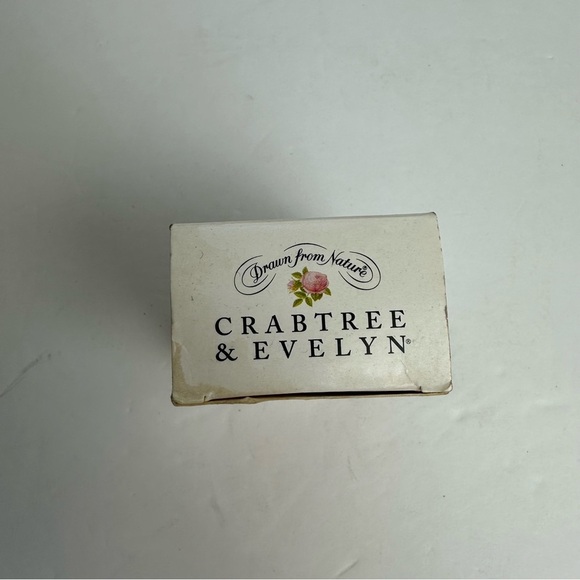 Drawn from Nature®
CRABTREE
& EVELYN®